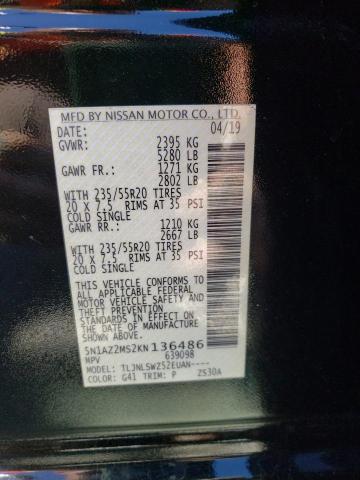 MFD BY NISSAN MOTOR CO., LTD.
DATE: 04/19
GVWR: 2395 KG
5280 LB
GAWR FR.: 1271 KG
2802 LB
WITH 235/55R20 TIRES
20 X 7.5 RIMS AT 35 PSI
COLD SINGLE
GAWR RR.: 1210 KG
2667 LB
WITH 235/55R20 TIRES
20 X 7.5 RIMS AT 35 PSI
COLD SINGLE
THIS VEHICLE CONFORMS TO
ALL APPLICABLE FEDERAL
MOTOR VEHICLE SAFETY
AND THEFT PREVENTION
STANDARDS IN EFFECT ON
THE DATE OF MANUFACTURE
SHOWN ABOVE.
5N1AZ2MS2KN136486
MPV 639098
MODEL: TLJNLSWZ52EUAN----
COLOR: G41 TRIM: P ZS30A